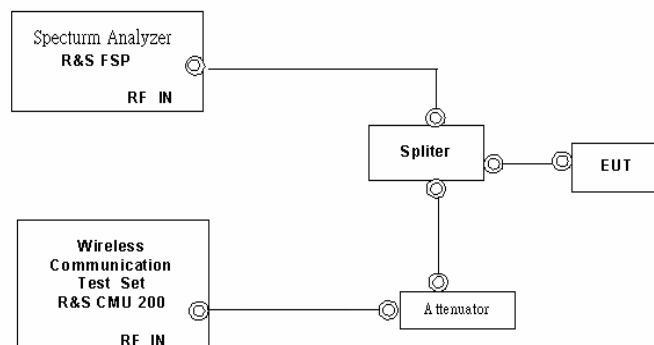 Specturm Analyzer
R&S FSP
RF IN
Spliter
EUT
Wireless
Communication
Test Set
R&S CMU 200
RF IN
Attenuator